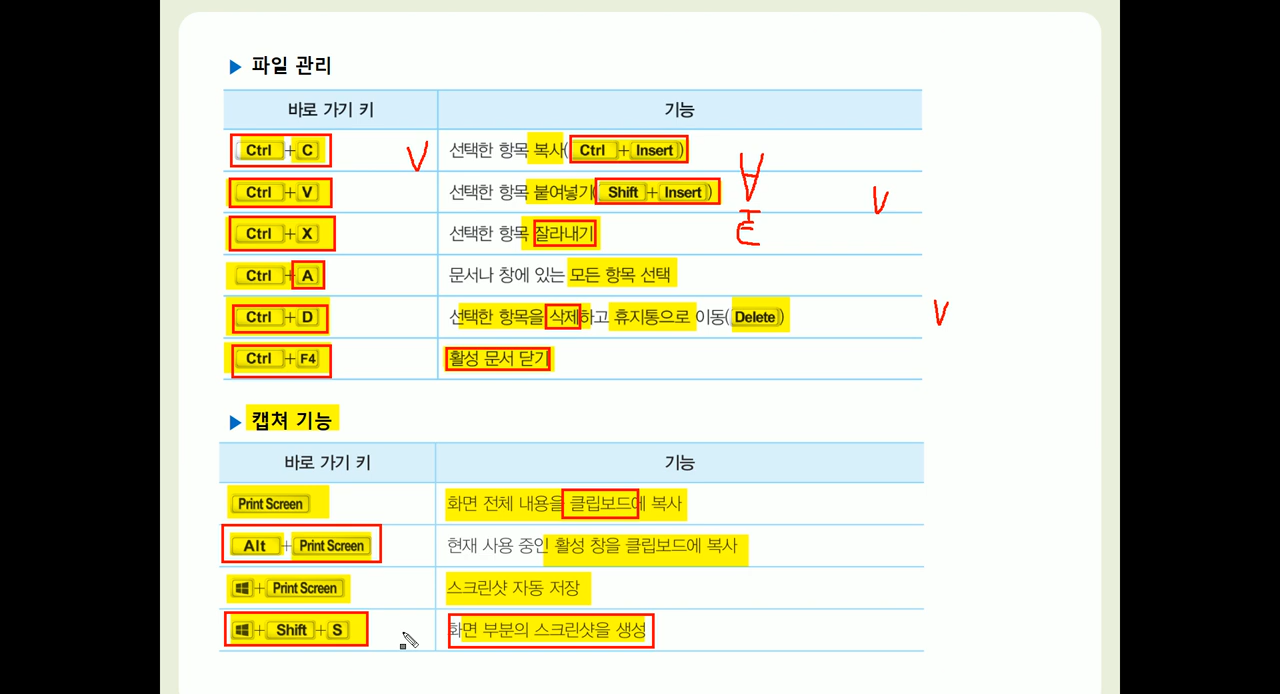 ▶ 파일 관리
바로 가기 키 기능
Ctrl + C V 선택한 항목 복사( Ctrl + Insert )
Ctrl + V 선택한 항목 붙여넣기( Shift + Insert ) V
Ctrl + X 선택한 항목 잘라내기
Ctrl + A 문서나 창에 있는 모든 항목 선택
Ctrl + D 선택한 항목을 삭제하고 휴지통으로 이동( Delete ) V
Ctrl + F4 활성 문서 닫기
▶ 캡쳐 기능
바로 가기 키 기능
Print Screen 화면 전체 내용을 클립보드에 복사
Alt + Print Screen 현재 사용 중인 활성 창을 클립보드에 복사
+ Print Screen 스크린샷 자동 저장
+ Shift + S 화면 부분의 스크린샷을 생성